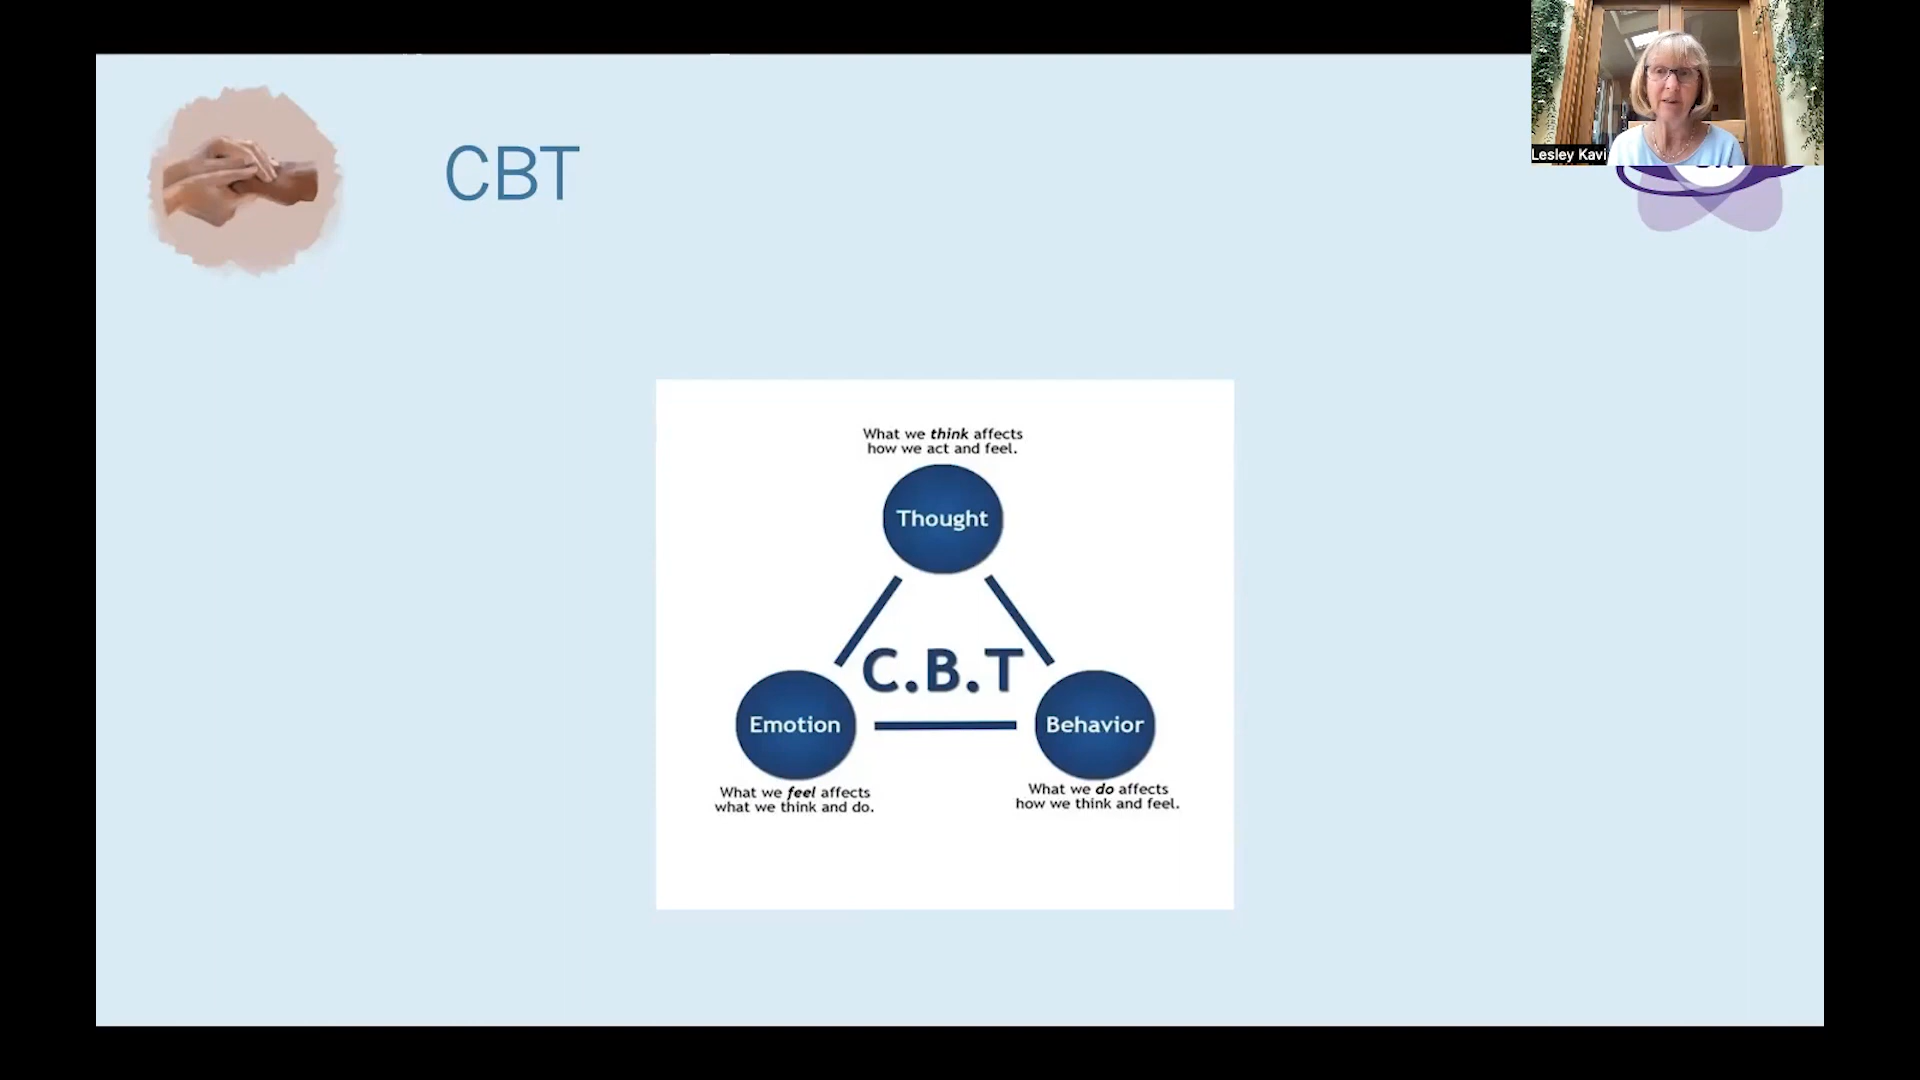 CBT
Lesley Kavi
What we think affects
how we act and feel.
Thought
C.B.T
Emotion
Behavior
What we feel affects
what we think and do.
What we do affects
how we think and feel.